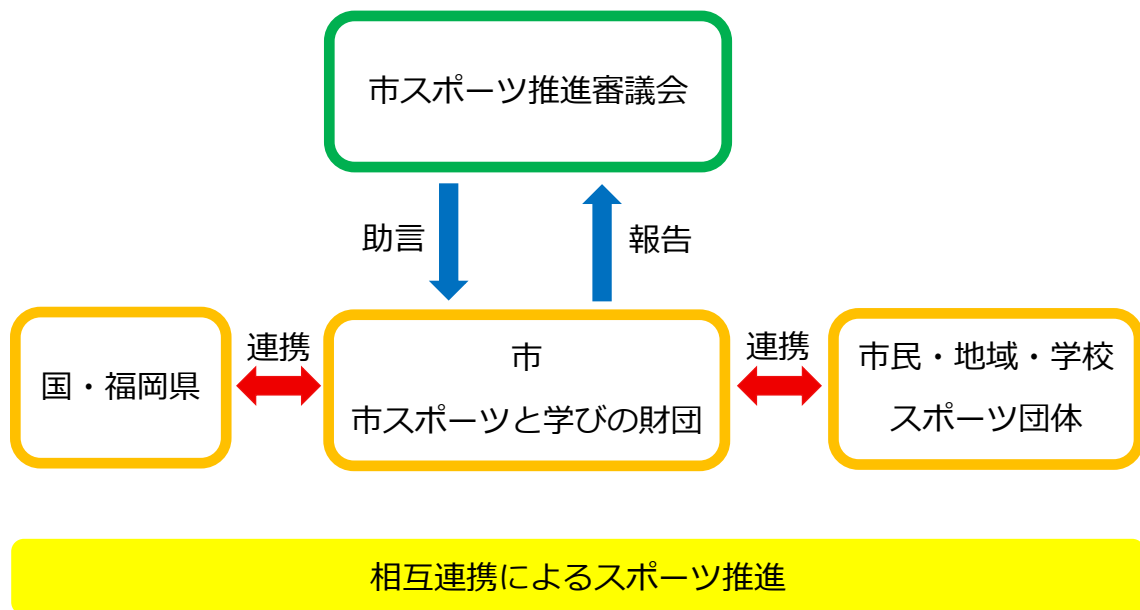 市スポーツ推進審議会
助言
報告
国・福岡県
連携
市
市スポーツと学びの財団
連携
市民・地域・学校
スポーツ団体
相互連携によるスポーツ推進